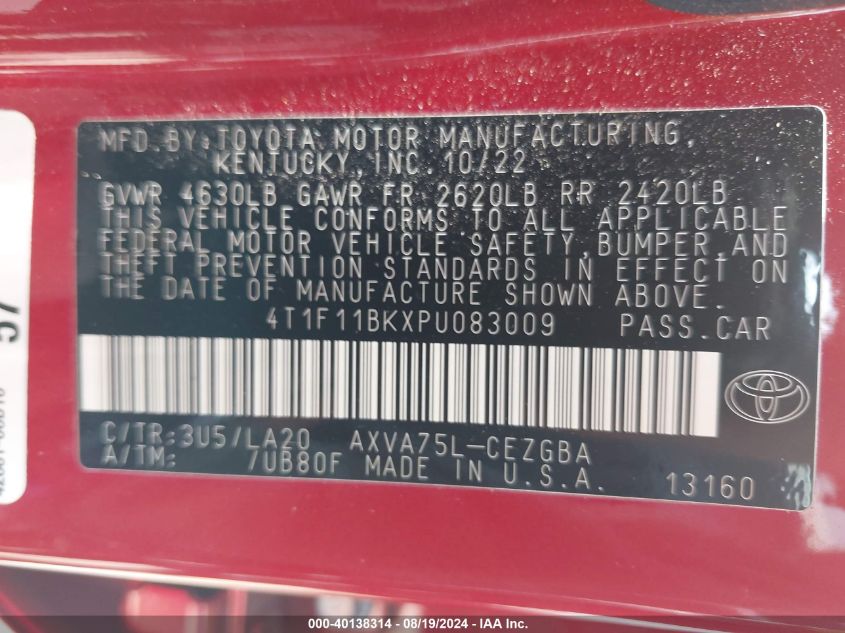 MFD.BY:TOYOTA MOTOR MANUFACTURING,
KENTUCKY,INC.10/22
GVWR 4630LB GAWR FR 2620LB RR 2420LB
THIS VEHICLE CONFORMS TO ALL APPLICABLE
FEDERAL MOTOR VEHICLE SAFETY,BUMPER,AND
THEFT PREVENTION STANDARDS IN EFFECT ON
THE DATE OF MANUFACTURE SHOWN ABOVE.
4T1F11BKXPU083009 PASS.CAR
C/TR:3U5/LA20 AXVA75L-CEZGBA
A/TM: 7UB80F MADE IN U.S.A.
13160
57
000-40138314 - 08/19/2024 - IAA Inc.